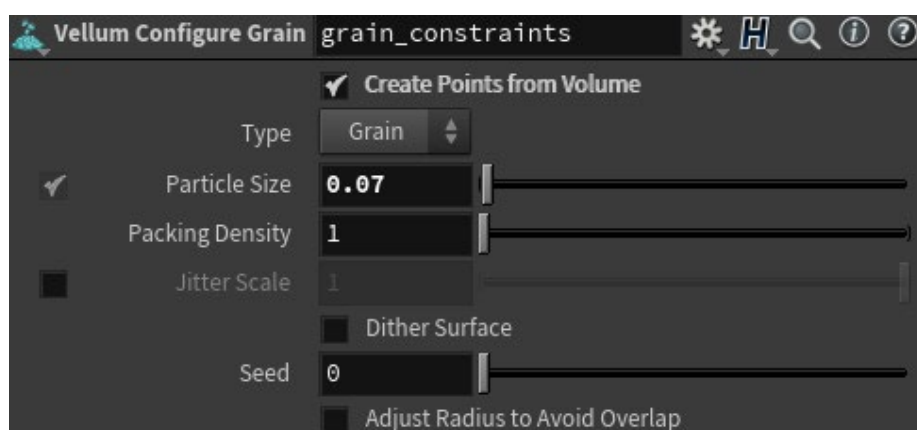 Vellum Configure Grain grain_constraints H i ?
Create Points from Volume
Type Grain
Particle Size 0.07
Packing Density 1
Jitter Scale 1
Dither Surface
Seed 0
Adjust Radius to Avoid Overlap